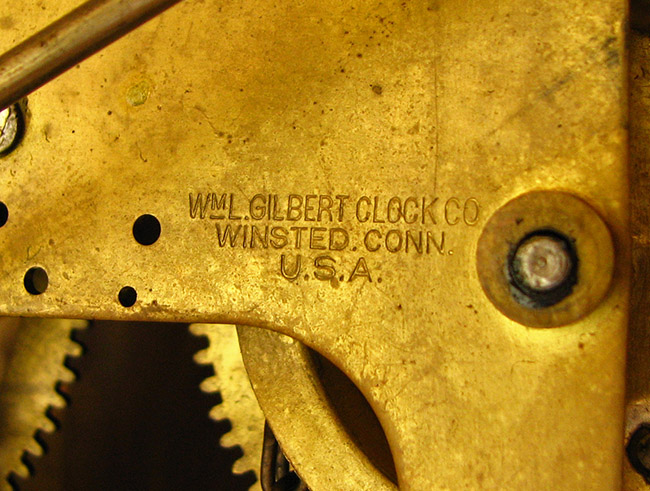 WM L. GILBERT CLOCK CO
WINSTED. CONN.
U.S.A.